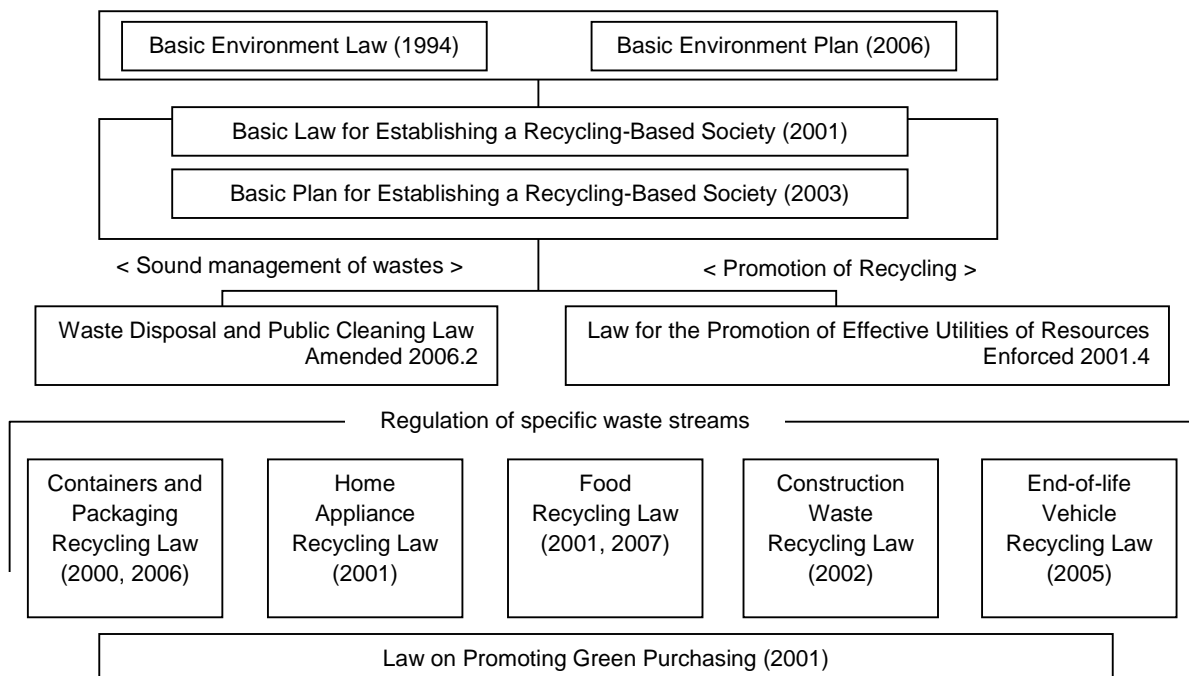 Basic Environment Law (1994)
Basic Environment Plan (2006)
Basic Law for Establishing a Recycling-Based Society (2001)
Basic Plan for Establishing a Recycling-Based Society (2003)
< Sound management of wastes >
< Promotion of Recycling >
Waste Disposal and Public Cleaning Law
Amended 2006.2
Law for the Promotion of Effective Utilities of Resources
Enforced 2001.4
Regulation of specific waste streams
Containers and
Packaging
Recycling Law
(2000, 2006)
Home
Appliance
Recycling Law
(2001)
Food
Recycling Law
(2001, 2007)
Construction
Waste
Recycling Law
(2002)
End-of-life
Vehicle
Recycling Law
(2005)
Law on Promoting Green Purchasing (2001)